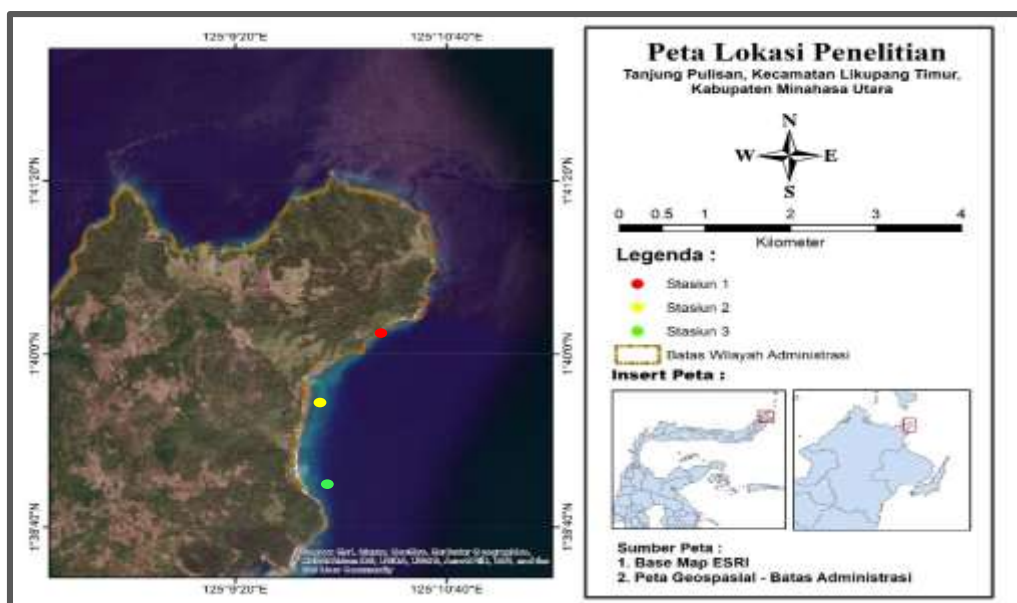 125°9'20"E 125°10'40"E
1°41'20"N 1°41'20"N
1°40'0"N 1°40'0"N
1°38'40"N 1°38'40"N
125°9'20"E 125°10'40"E
Peta Lokasi Penelitian
Tanjung Pulisan, Kecamatan Likupang Timur,
Kabupaten Minahasa Utara
N
W E
S
0 0.5 1 2 3 4
Kilometer
Legenda :
Stasiun 1
Stasiun 2
Stasiun 3
Batas Wilayah Administrasi
Insert Peta :
Sumber Peta :
1. Base Map ESRI
2. Peta Geospasial - Batas Administrasi